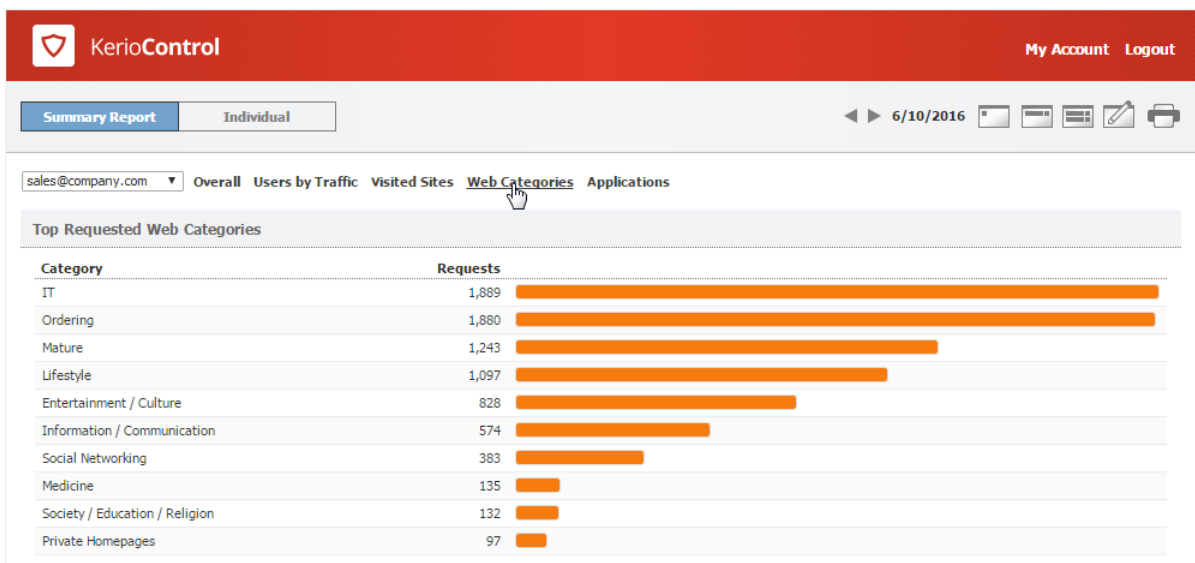 KerioControl
My Account Logout
Summary Report Individual 6/10/2016
sales@company.com Overall Users by Traffic Visited Sites Web Categories Applications
Top Requested Web Categories
Category Requests
IT 1,889
Ordering 1,880
Mature 1,243
Lifestyle 1,097
Entertainment / Culture 828
Information / Communication 574
Social Networking 383
Medicine 135
Society / Education / Religion 132
Private Homepages 97